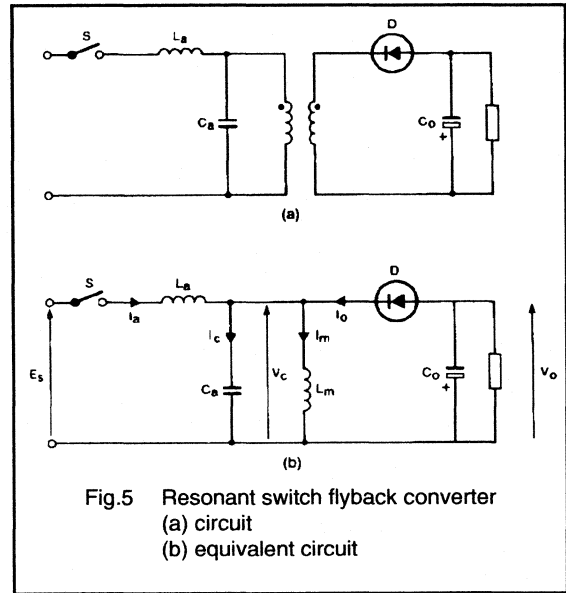 S
La
D
Ca
Co
+
(a)
S
La
D
Ia
Io
Ic
Im
Es
Ca
Vc
Lm
Co
+
Vo
(b)
Fig.5 Resonant switch flyback converter
(a) circuit
(b) equivalent circuit